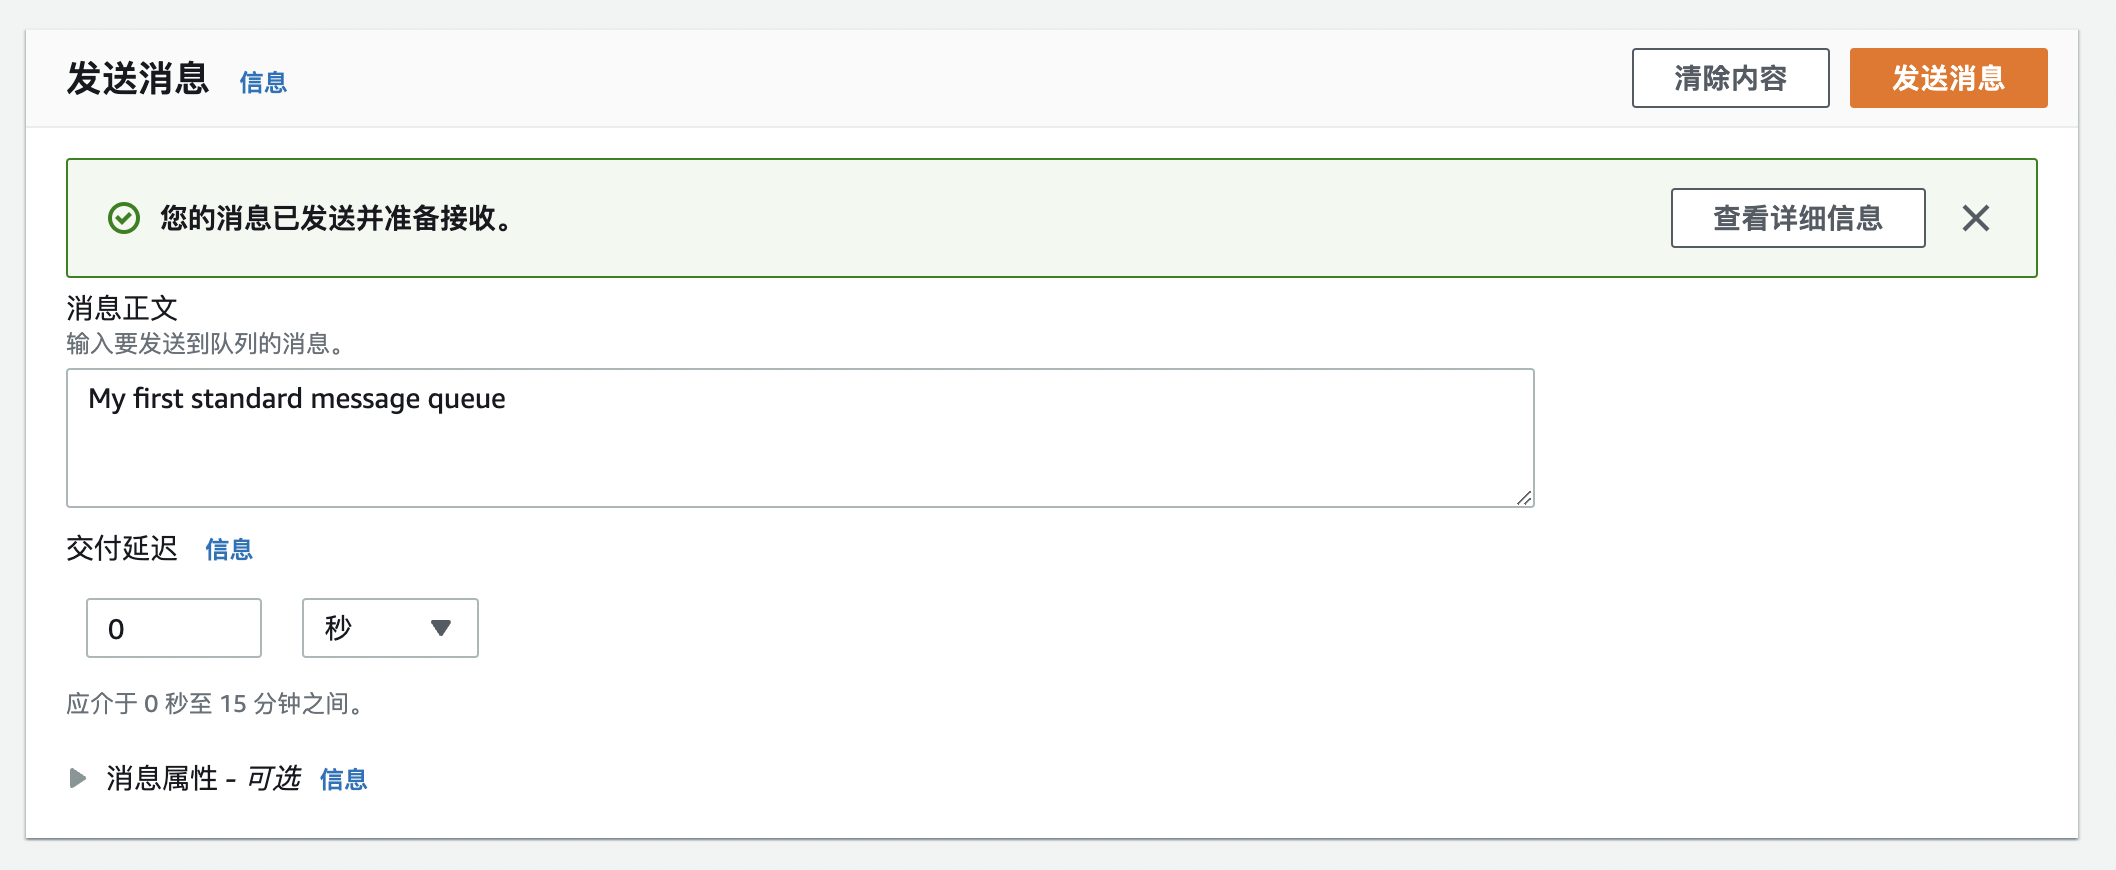 发送消息 信息 清除内容 发送消息
您的消息已发送并准备接收。 查看详细信息
消息正文
输入要发送到队列的消息。
My first standard message queue
交付延迟 信息
0 秒
应介于 0 秒至 15 分钟之间。
消息属性 - 可选 信息